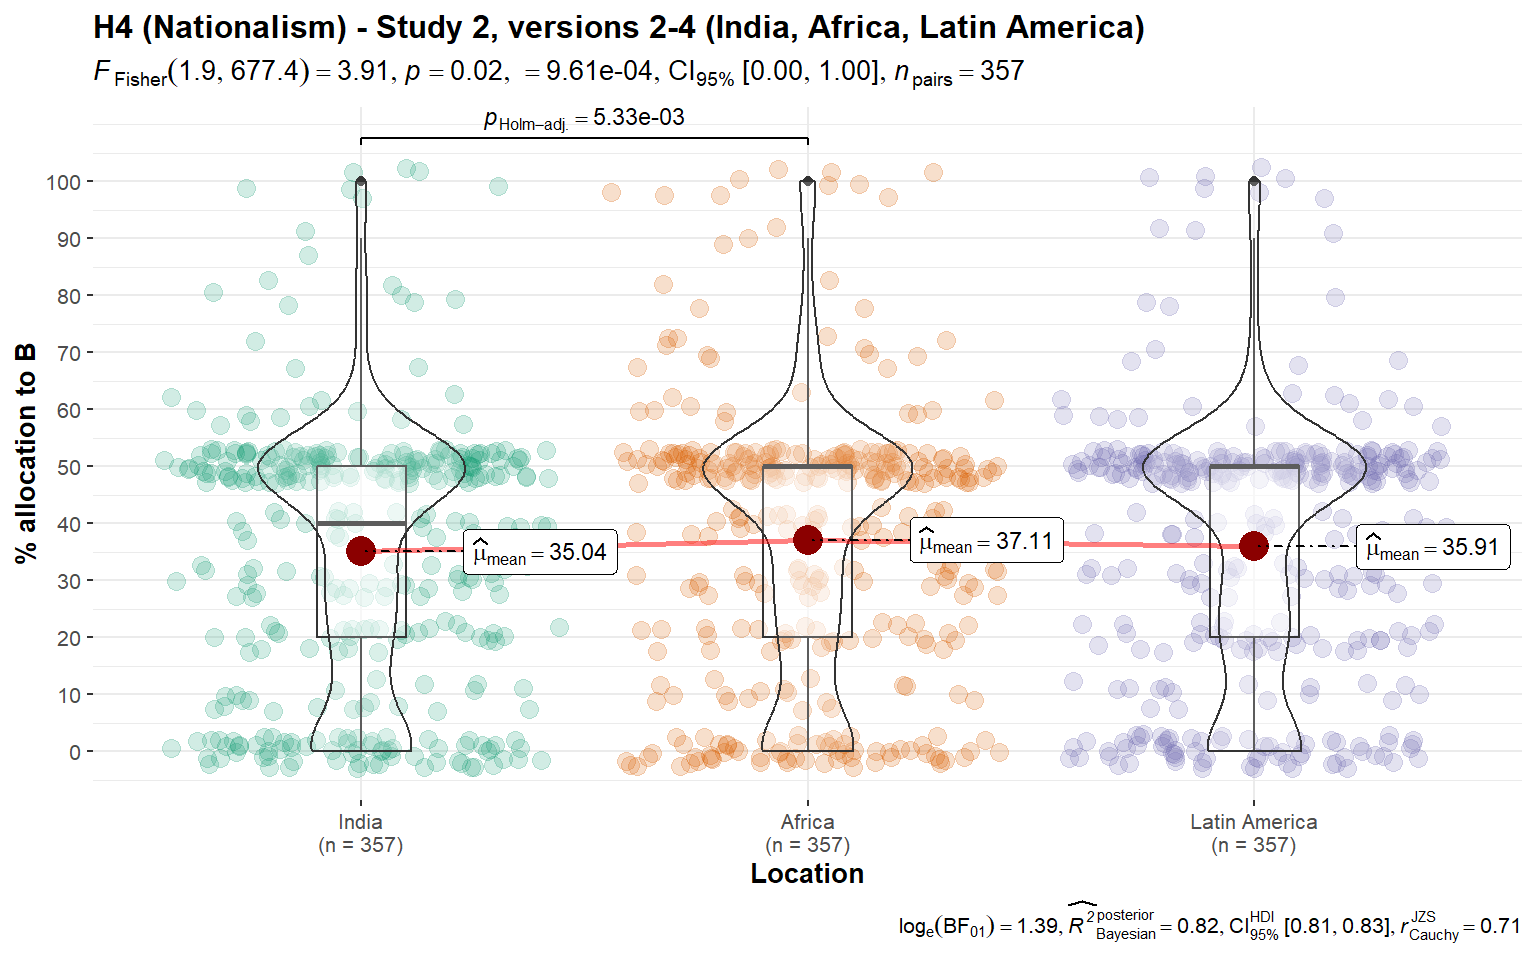 H4 (Nationalism) - Study 2, versions 2-4 (India, Africa, Latin America)
F Fisher(1.9, 677.4) = 3.91, p = 0.02, = 9.61e-04, CI95% [0.00, 1.00], n pairs = 357
p Holm−adj. = 5.33e-03
% allocation to B
100
90
80
70
60
50
40
30
20
10
0
μ̂mean = 35.04
μ̂mean = 37.11
μ̂mean = 35.91
India
(n = 357)
Africa
(n = 357)
Latin America
(n = 357)
Location
loge(BF01) = 1.39, R̂² posterior Bayesian = 0.82, CI HDI 95% [0.81, 0.83], r JZS Cauchy = 0.71